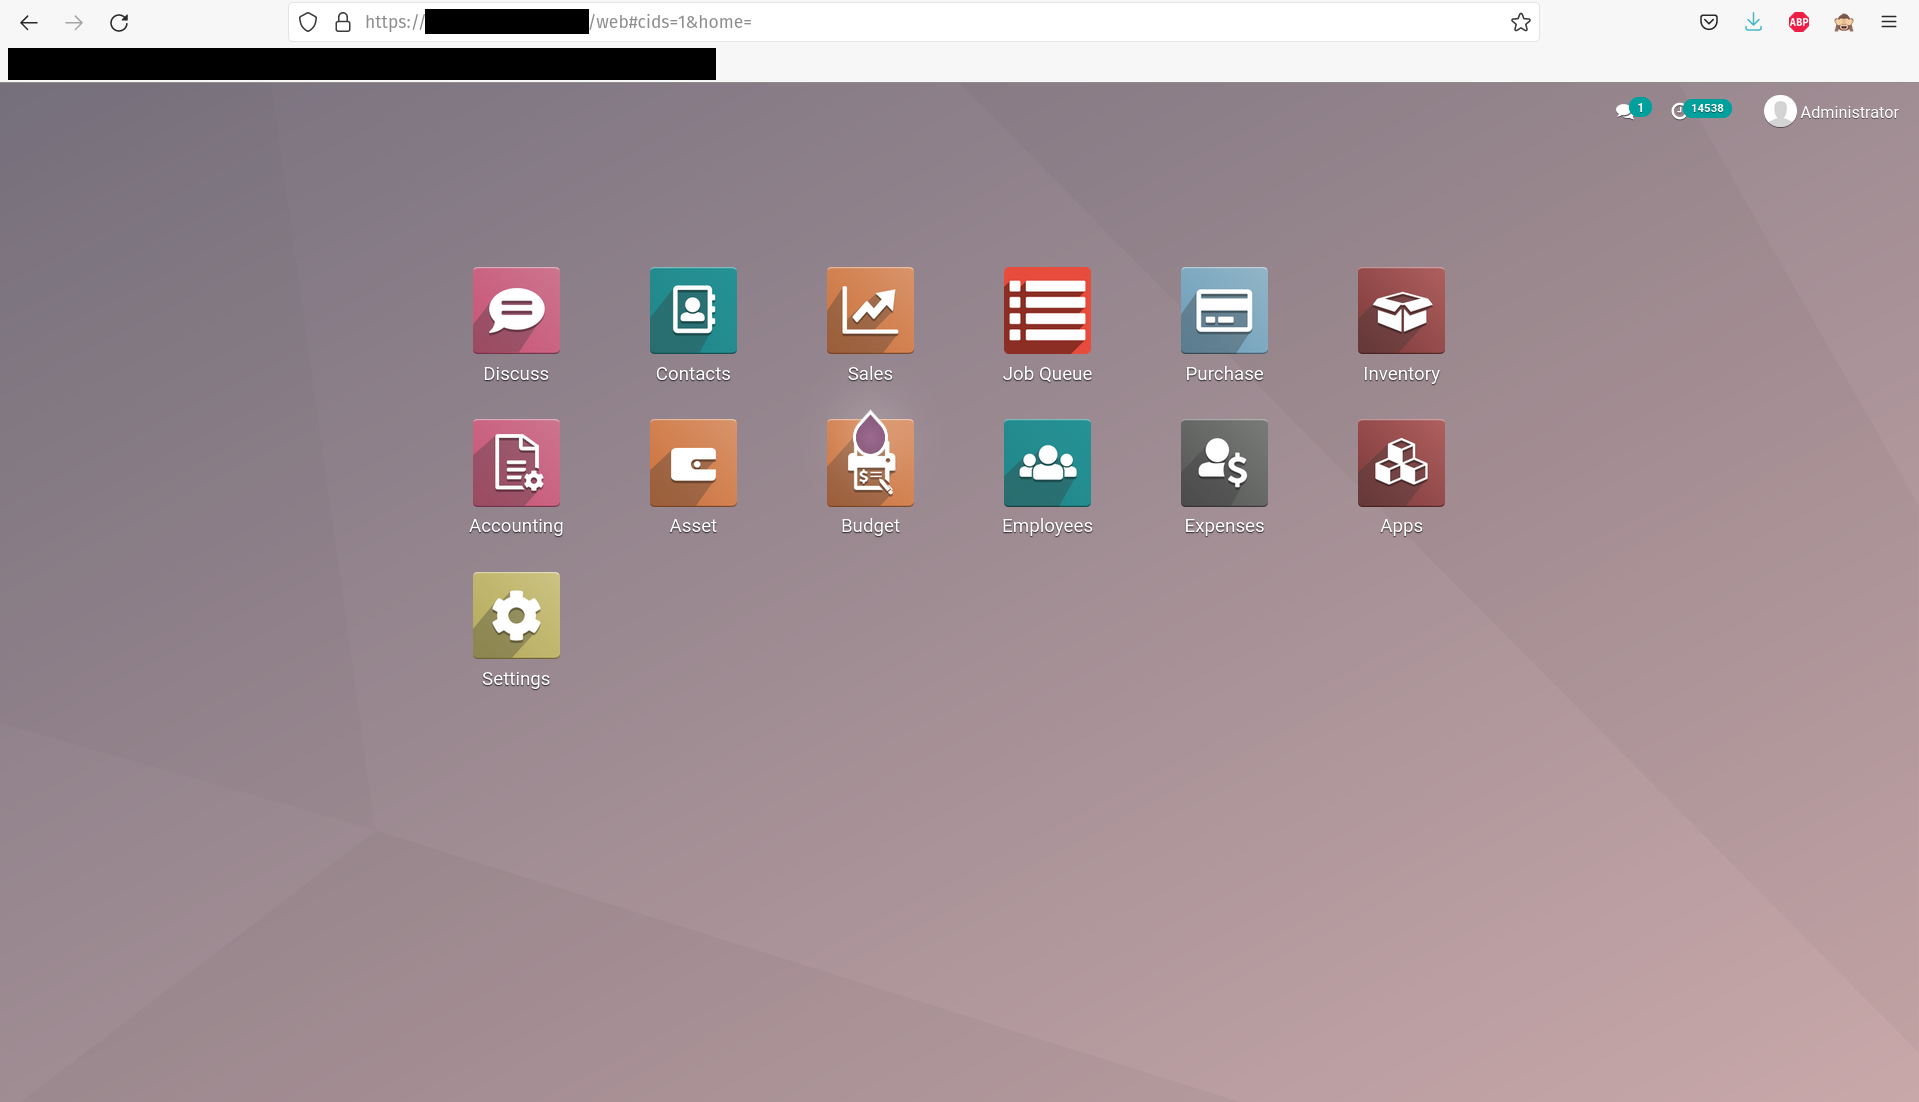 https:// /web#cids=1&home=
ABP
1
14538
Administrator
Discuss
Contacts
Sales
Job Queue
Purchase
Inventory
Accounting
Asset
Budget
Employees
Expenses
Apps
Settings